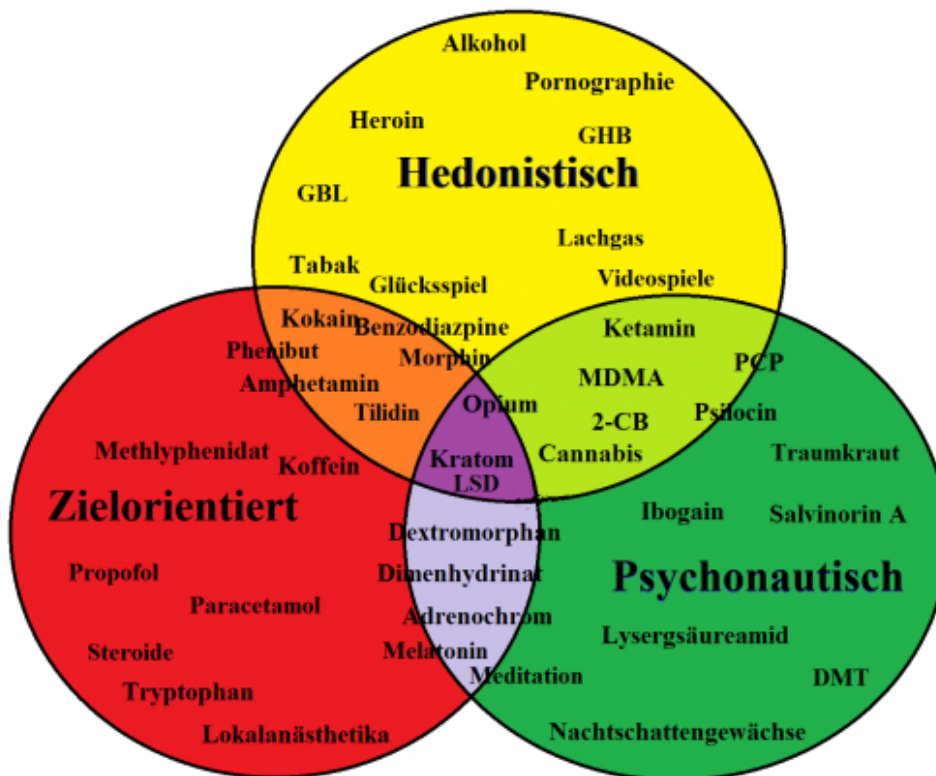 Alkohol
Pornographie
Heroin
GHB
Hedonistisch
GBL
Lachgas
Tabak
Glücksspiel
Videospiele
Kokain
Benzodiazpine
Ketamin
Phenibut
Morphin
PCP
Amphetamin
MDMA
Tilidin
Opium
2-CB
Psilocin
Methlyphenidat
Koffein
Kratom
Cannabis
Traumkraut
LSD
Zielorientiert
Ibogain
Salvinorin A
Dextromorphan
Propofol
Dimenhydrinat
Psychonautisch
Paracetamol
Adrenochrom
Lysergsäureamid
Steroide
Melatonin
Meditation
DMT
Tryptophan
Lokalanästhetika
Nachtschattengewächse